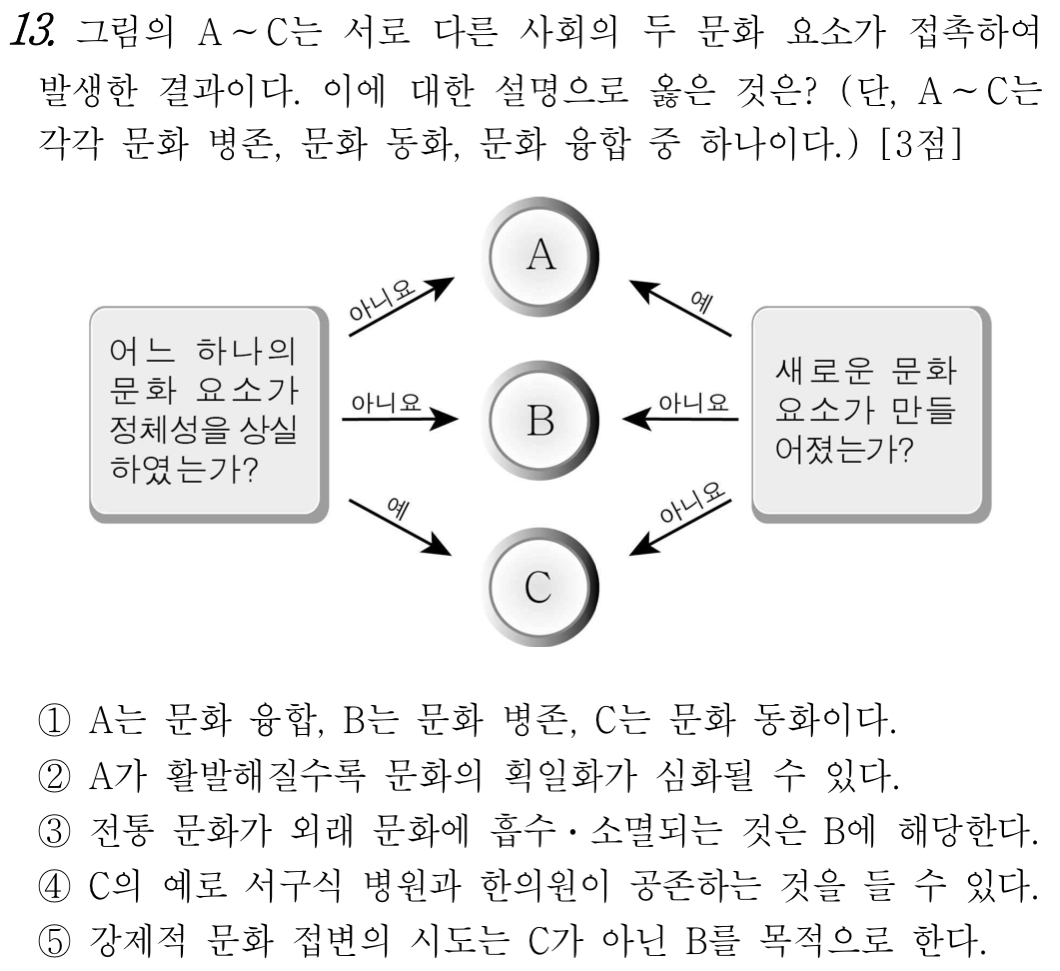 13. 그림의 A～C는 서로 다른 사회의 두 문화 요소가 접촉하여
발생한 결과이다. 이에 대한 설명으로 옳은 것은? (단, A～C는
각각 문화 병존, 문화 동화, 문화 융합 중 하나이다.) [3점]
A
아니요
예
어느 하나의
문화 요소가
정체성을 상실
하였는가?
새로운 문화
요소가 만들
어졌는가?
아니요
B
아니요
예
아니요
C
① A는 문화 융합, B는 문화 병존, C는 문화 동화이다.
② A가 활발해질수록 문화의 획일화가 심화될 수 있다.
③ 전통 문화가 외래 문화에 흡수･소멸되는 것은 B에 해당한다.
④ C의 예로 서구식 병원과 한의원이 공존하는 것을 들 수 있다.
⑤ 강제적 문화 접변의 시도는 C가 아닌 B를 목적으로 한다.